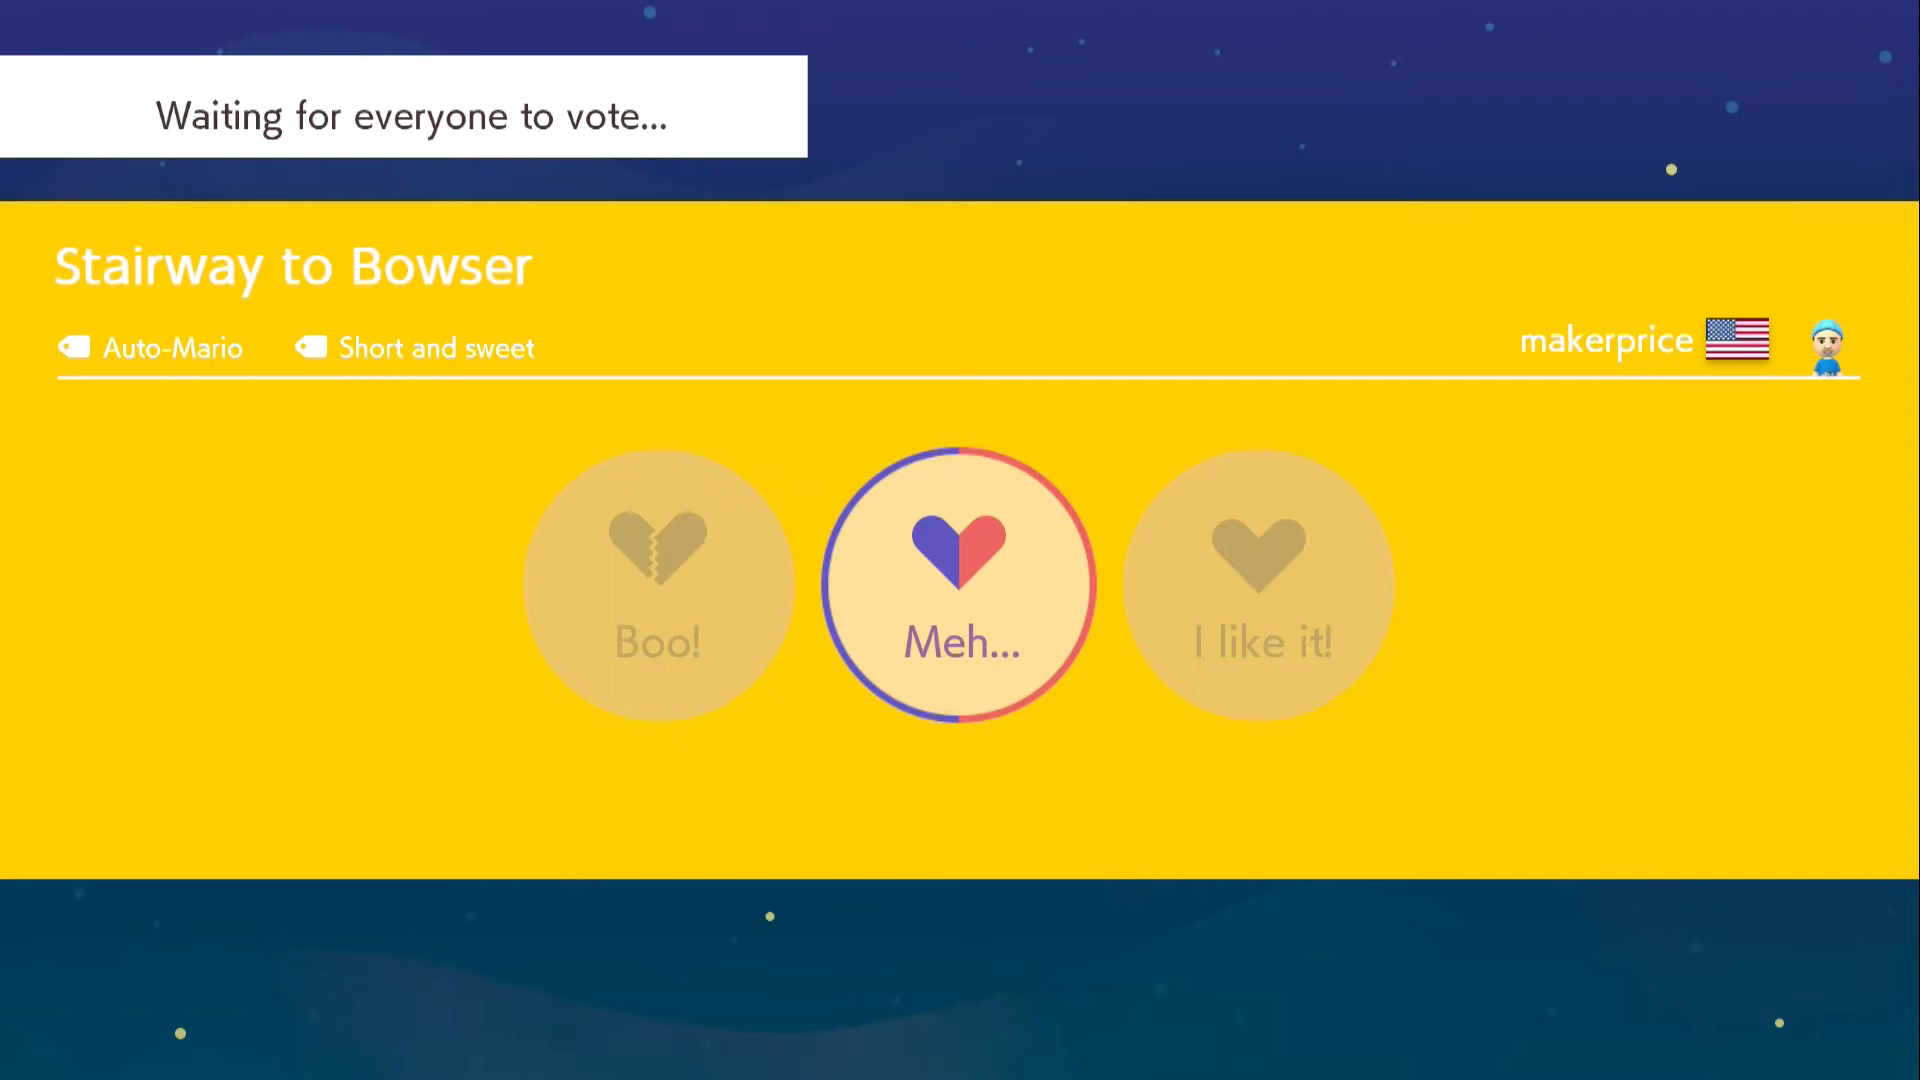 Waiting for everyone to vote...
Stairway to Bowser
Auto-Mario Short and sweet
makerprice
Boo!
Meh...
I like it!